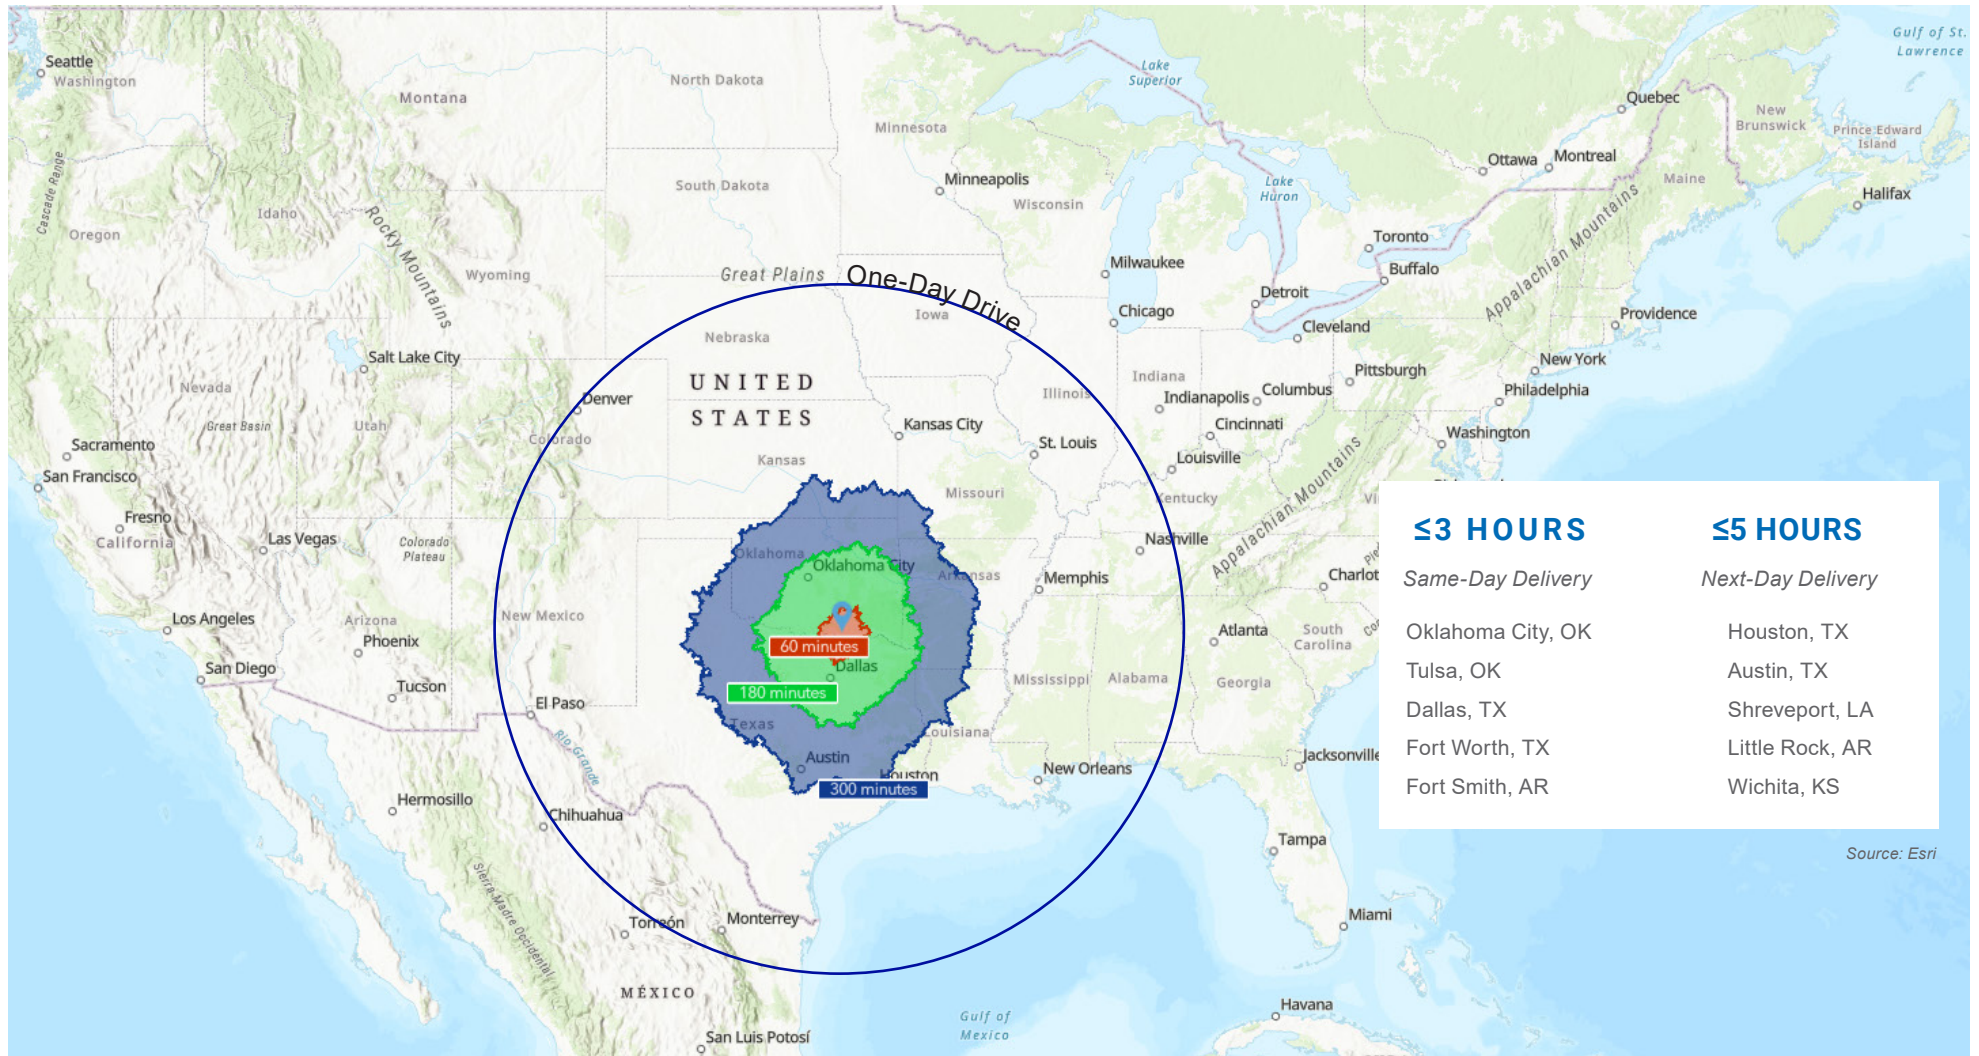 Gulf of St.
Lawrence
Seattle
Washington
Lake
Superior
North Dakota
Montana
Quebec
New
Brunswick
Minnesota
Prince Edward
Island
Cascade Range
Ottawa
Montreal
Minneapolis
South Dakota
Lake
Huron
Maine
Halifax
Wisconsin
Idaho
Rocky Mountains
Oregon
Toronto
Appalachian Mountains
Milwaukee
Buffalo
Great Plains
One-Day Drive
Wyoming
Detroit
Chicago
Iowa
Providence
Cleveland
Nebraska
Salt Lake City
New York
Pittsburgh
UNITED
STATES
Nevada
Indiana
Illinois
Indianapolis
Columbus
Philadelphia
Denver
Great Basin
Utah
Kansas City
Cincinnati
Washington
Colorado
St. Louis
Sacramento
Kansas
Louisville
San Francisco
Appalachian Mountains
Missouri
Kentucky
Fresno
California
Las Vegas
Colorado
Plateau
Nashville
Oklahoma
Oklahoma City
Arkansas
Memphis
Charlot
New Mexico
Los Angeles
Arizona
Phoenix
Atlanta
South
Carolina
60 minutes
Dallas
San Diego
Tucson
Mississippi
Alabama
Georgia
180 minutes
El Paso
Texas
Louisiana
Rio Grande
Austin
Jacksonville
New Orleans
Houston
300 minutes
Hermosillo
Chihuahua
Tampa
Sierra Madre Occidental
Torreón
Monterrey
Miami
MÉXICO
Havana
Gulf of
Mexico
San Luis Potosí
≤3 HOURS
Same-Day Delivery
Oklahoma City, OK
Tulsa, OK
Dallas, TX
Fort Worth, TX
Fort Smith, AR
≤5 HOURS
Next-Day Delivery
Houston, TX
Austin, TX
Shreveport, LA
Little Rock, AR
Wichita, KS
Source: Esri